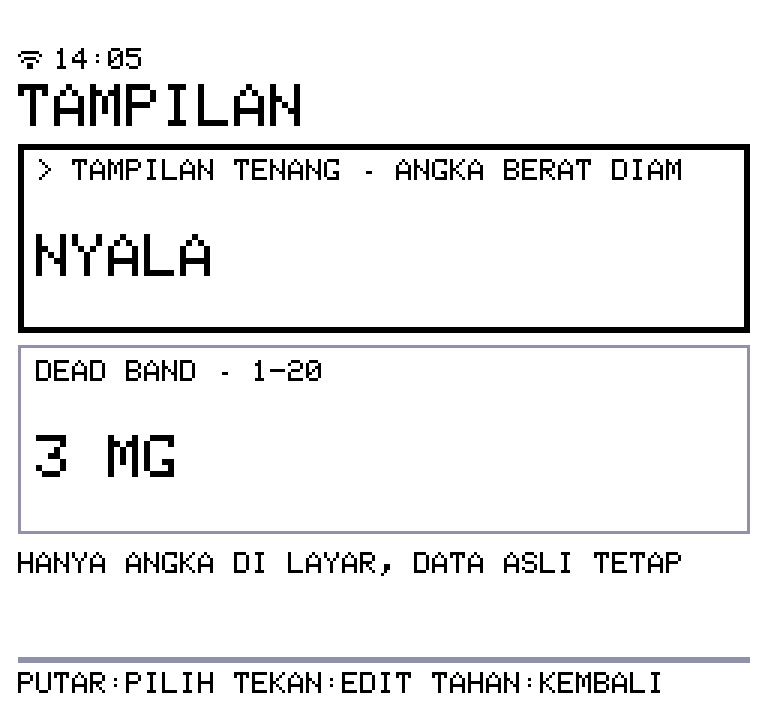 14:05
TAMPILAN
> TAMPILAN TENANG - ANGKA BERAT DIAM
NYALA
DEAD BAND - 1-20
3 MG
HANYA ANGKA DI LAYAR, DATA ASLI TETAP
PUTAR:PILIH TEKAN:EDIT TAHAN:KEMBALI